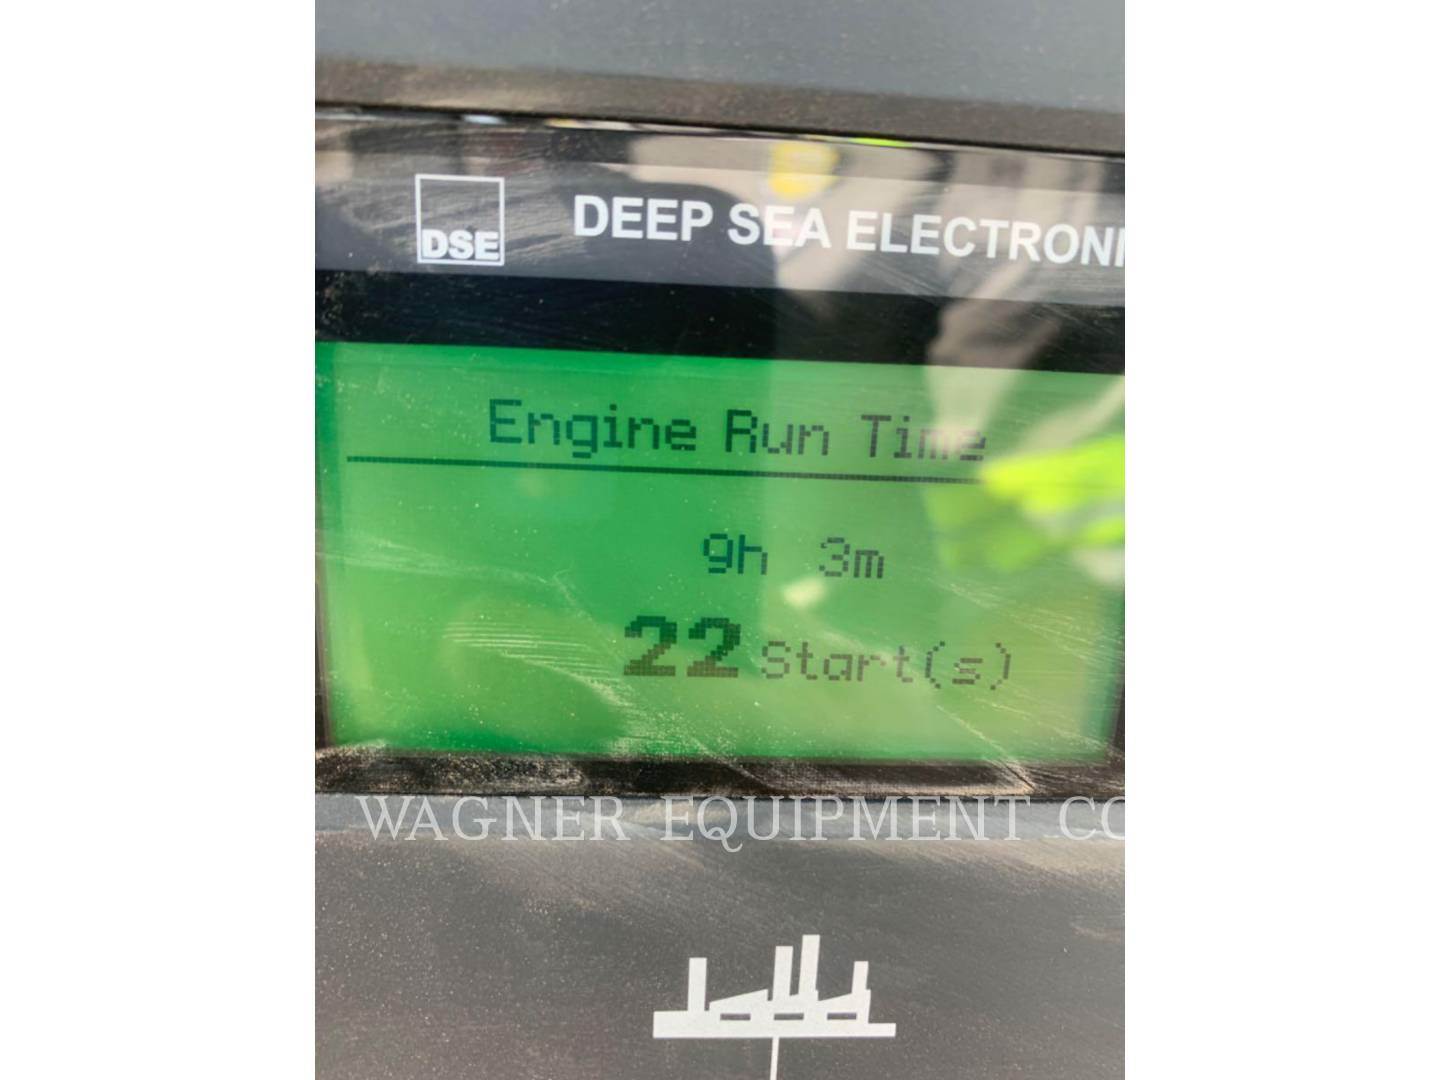 DSE
DEEP SEA ELECTRONI
Engine Run Time
9h 3m
22 Start(s)
WAGNER EQUIPMENT CO